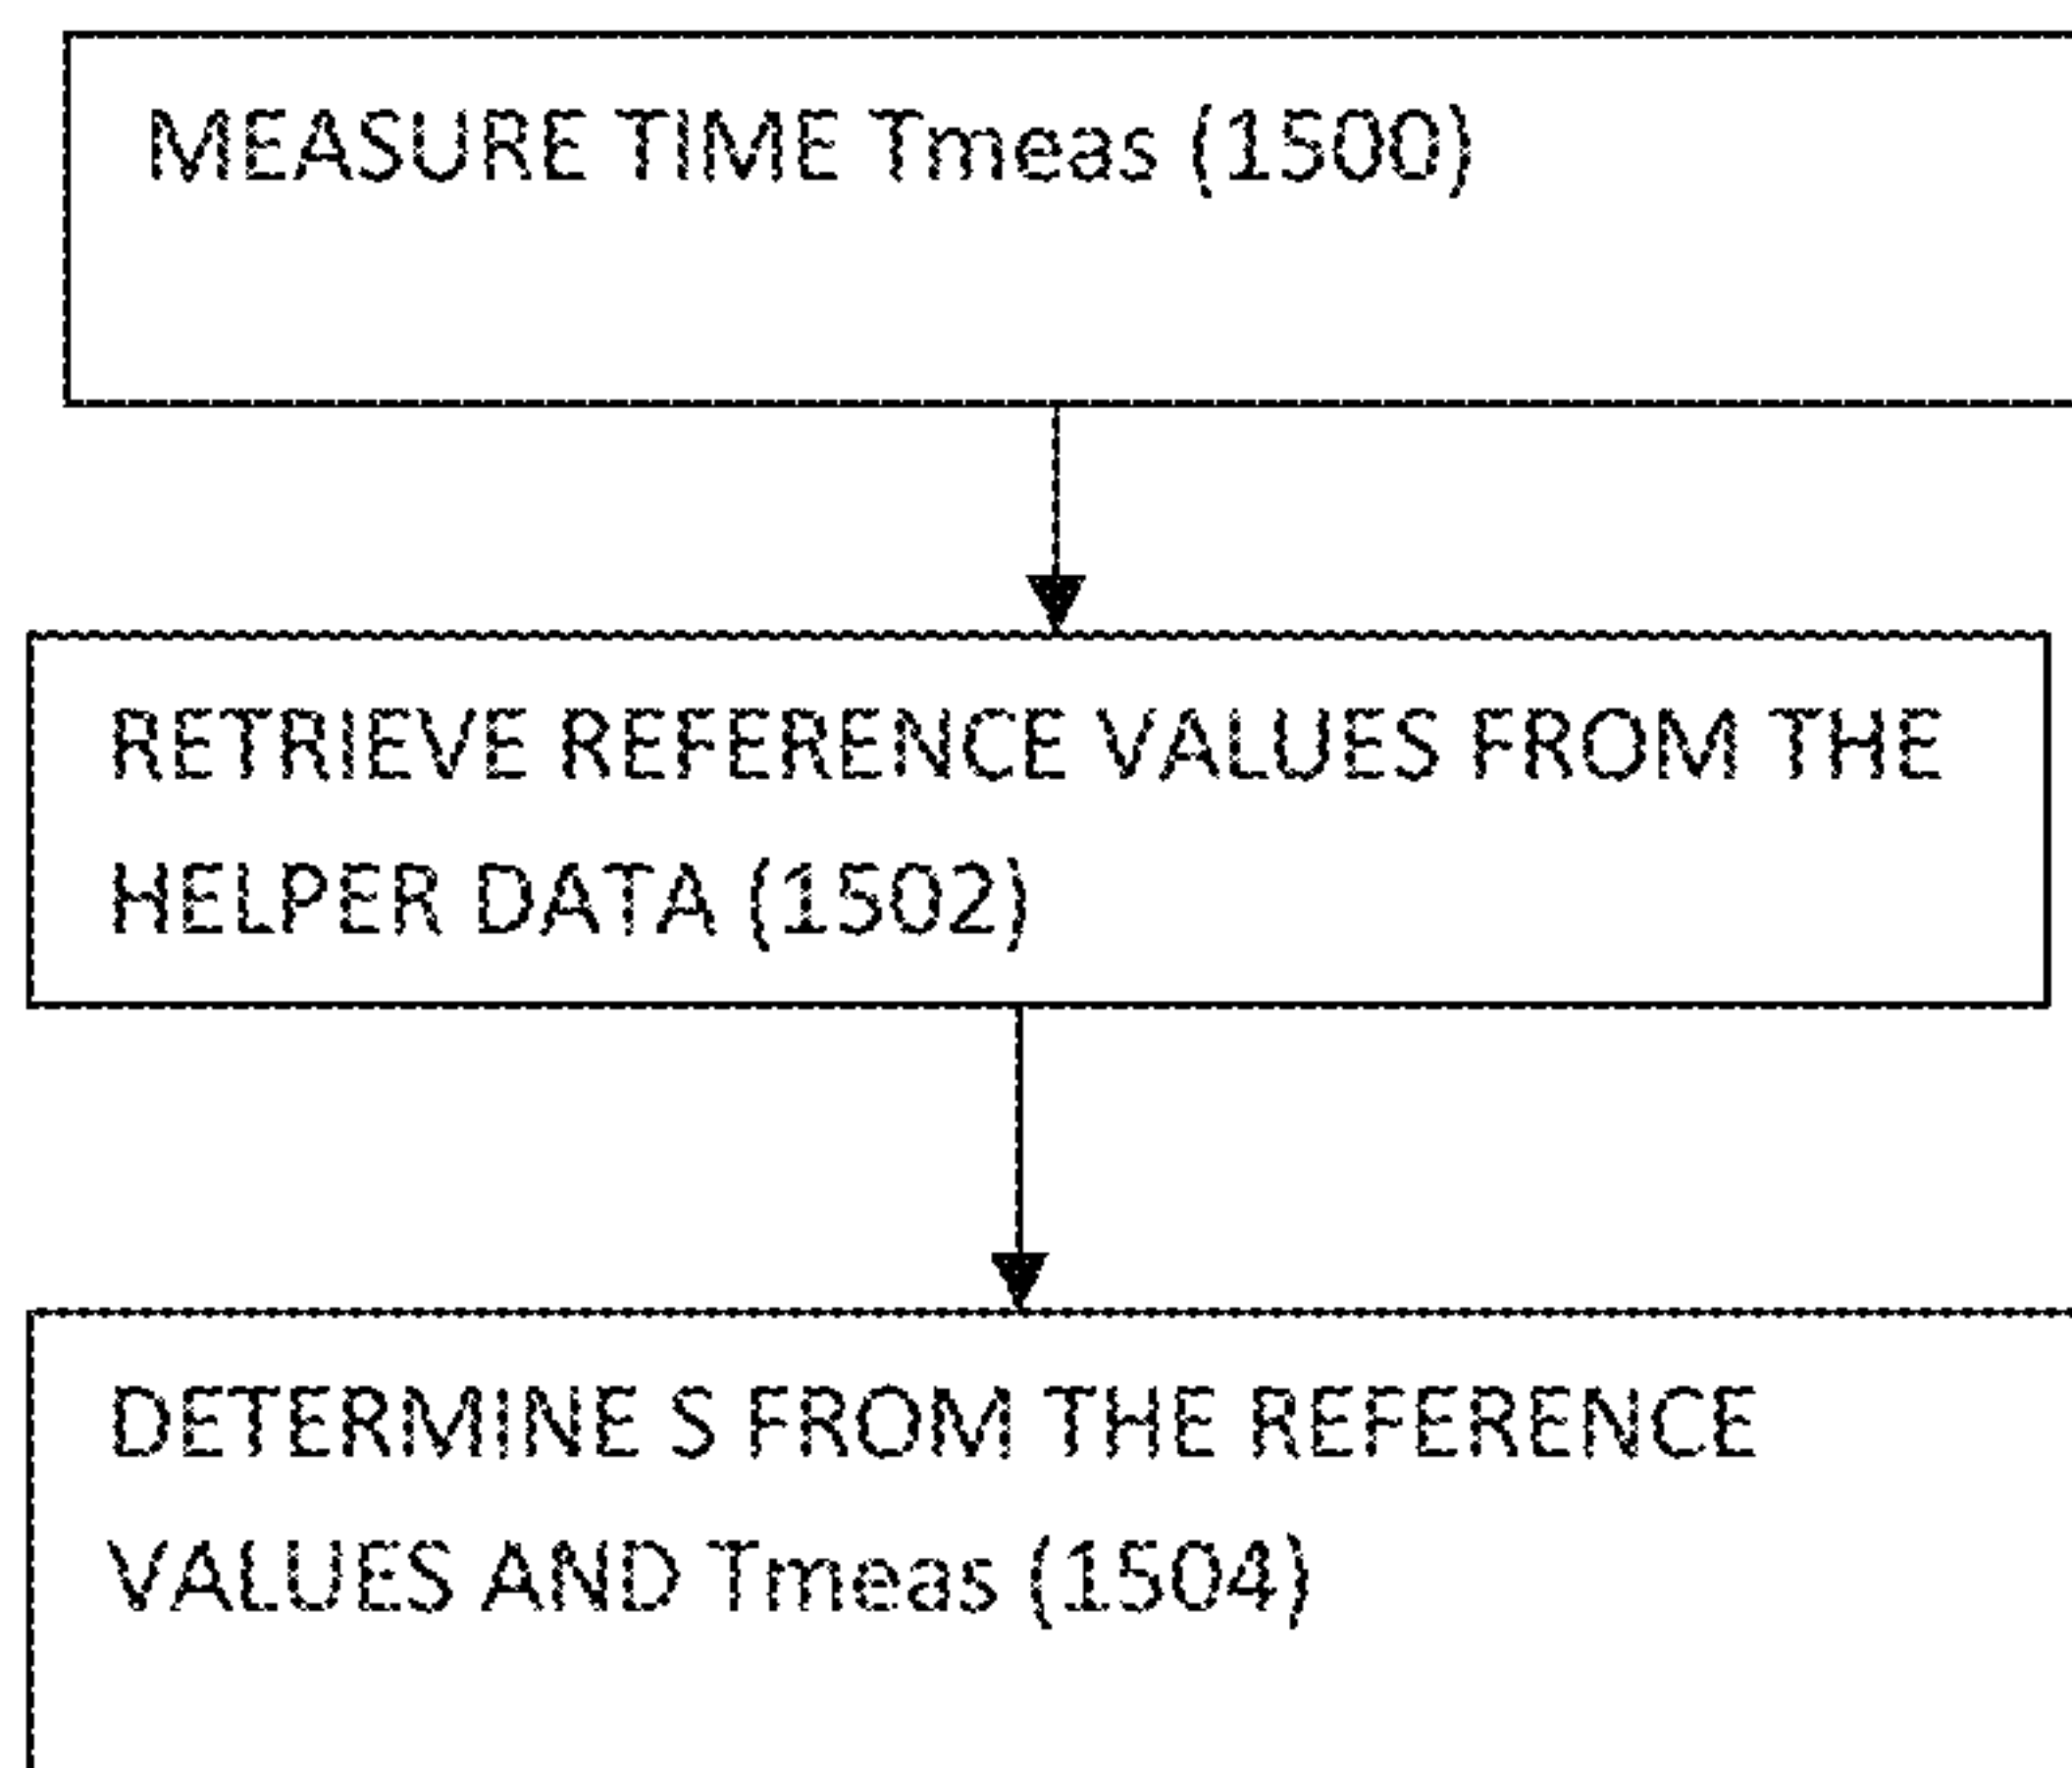 MEASURE TIME Tmeas (1500)
RETRIEVE REFERENCE VALUES FROM THE
HELPER DATA (1502)
DETERMINE S FROM THE REFERENCE
VALUES AND Tmeas (1504)